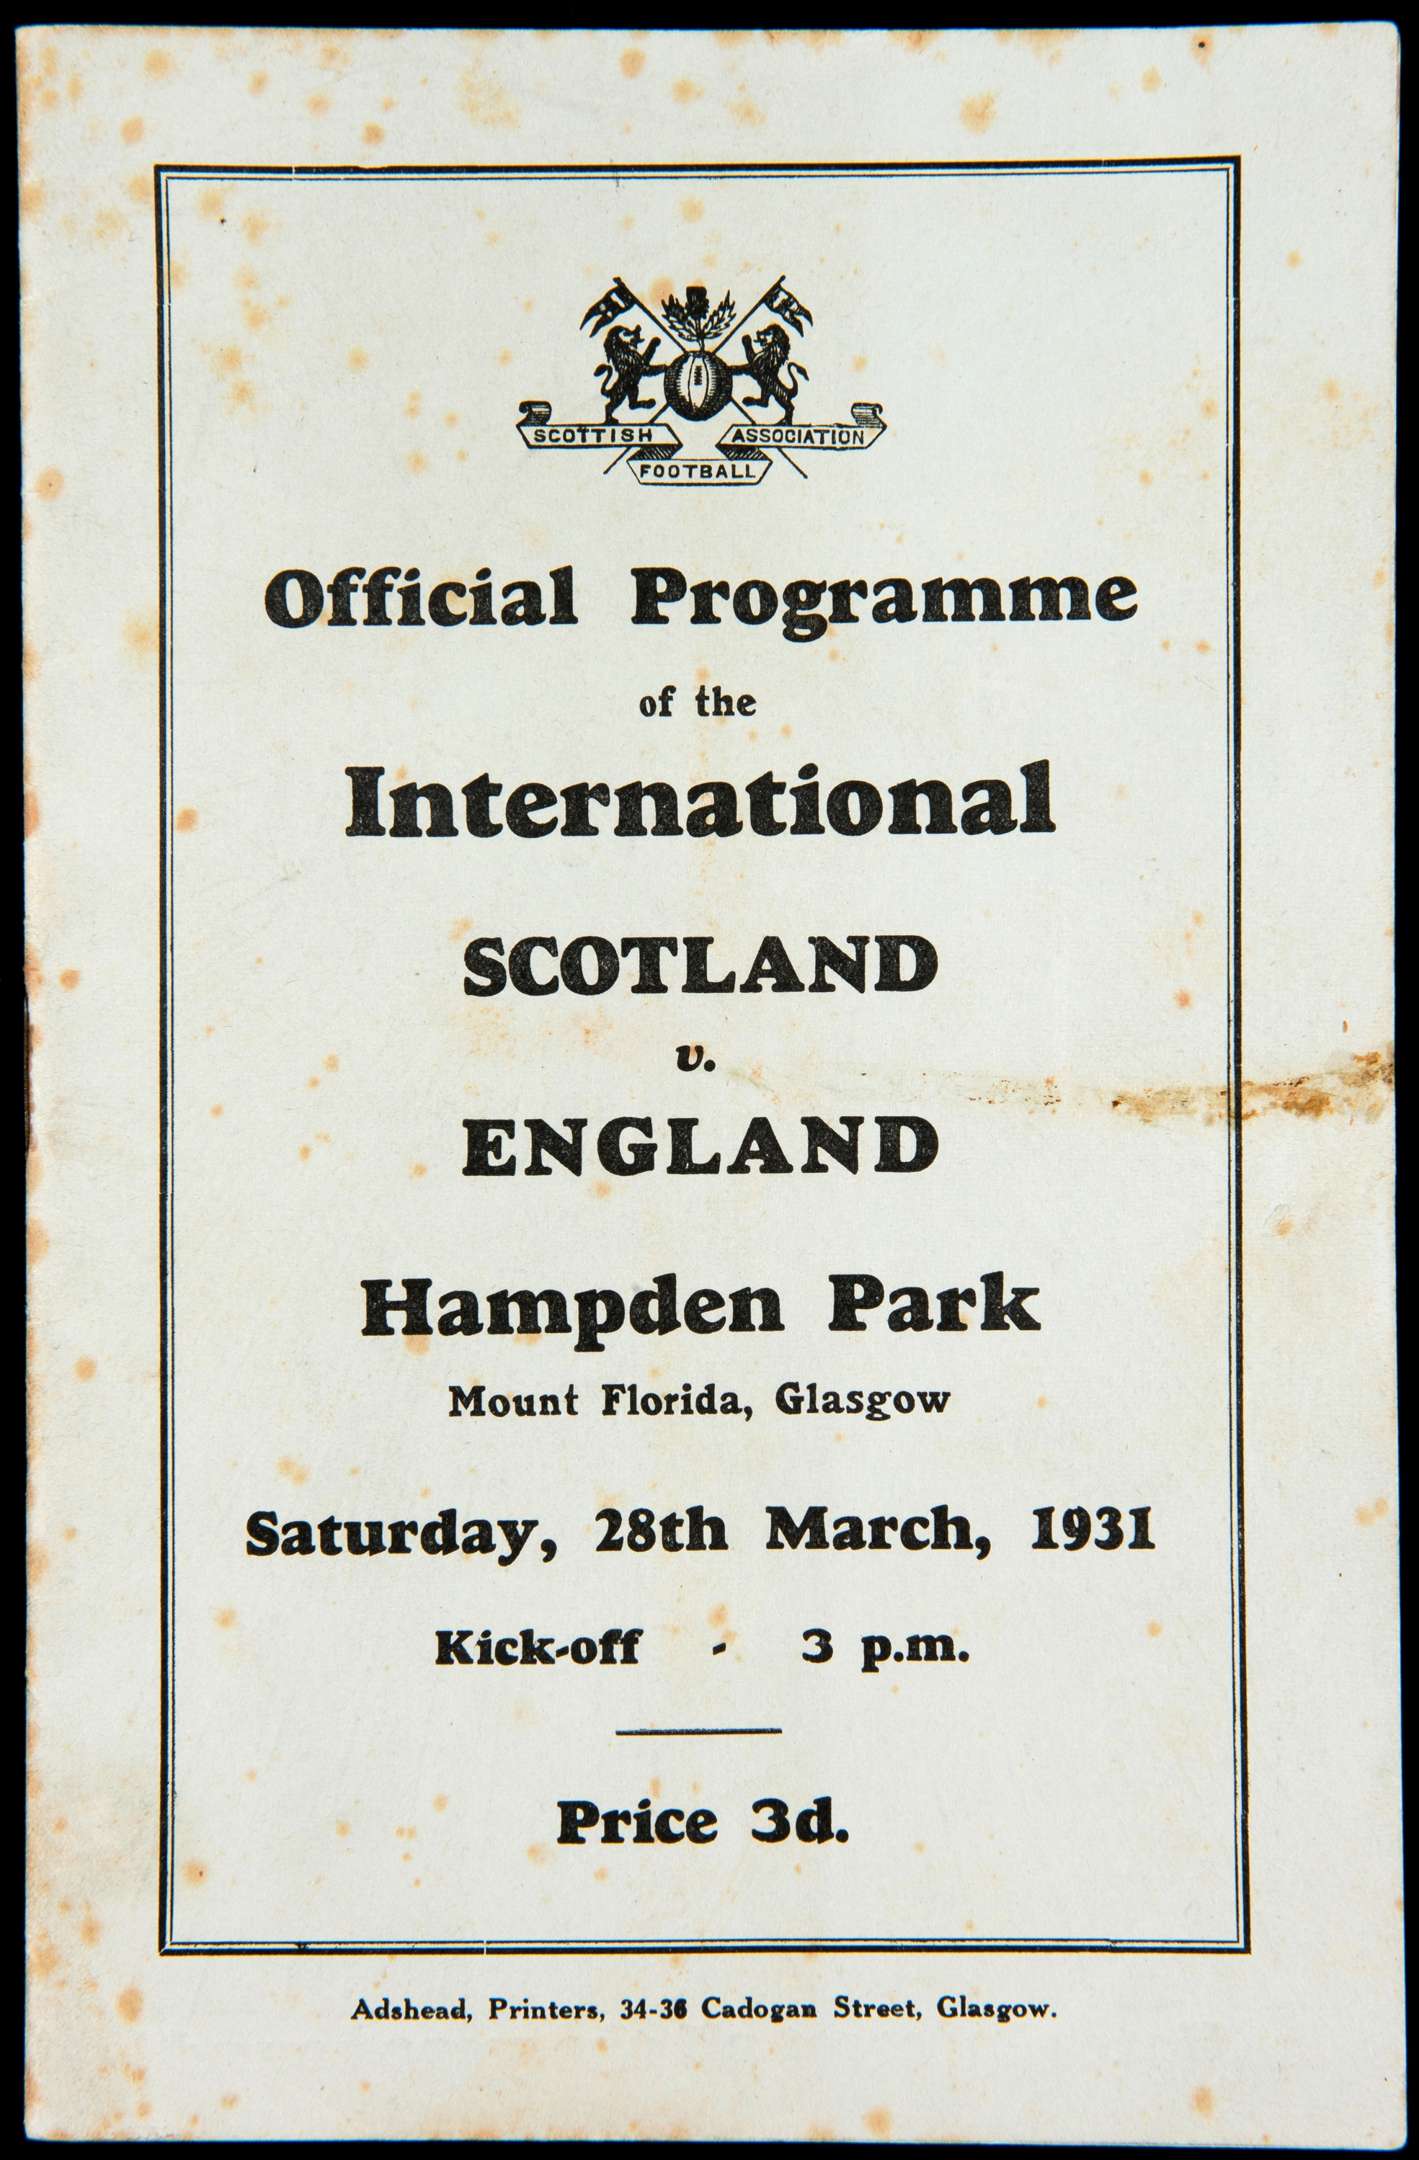 SCOTTISH ASSOCIATION
FOOTBALL
Official Programme
of the
International
SCOTLAND
v.
ENGLAND
Hampden Park
Mount Florida, Glasgow
Saturday, 28th March, 1931
Kick-off - 3 p.m.
Price 3d.
Adshead, Printers, 34-36 Cadogan Street, Glasgow.